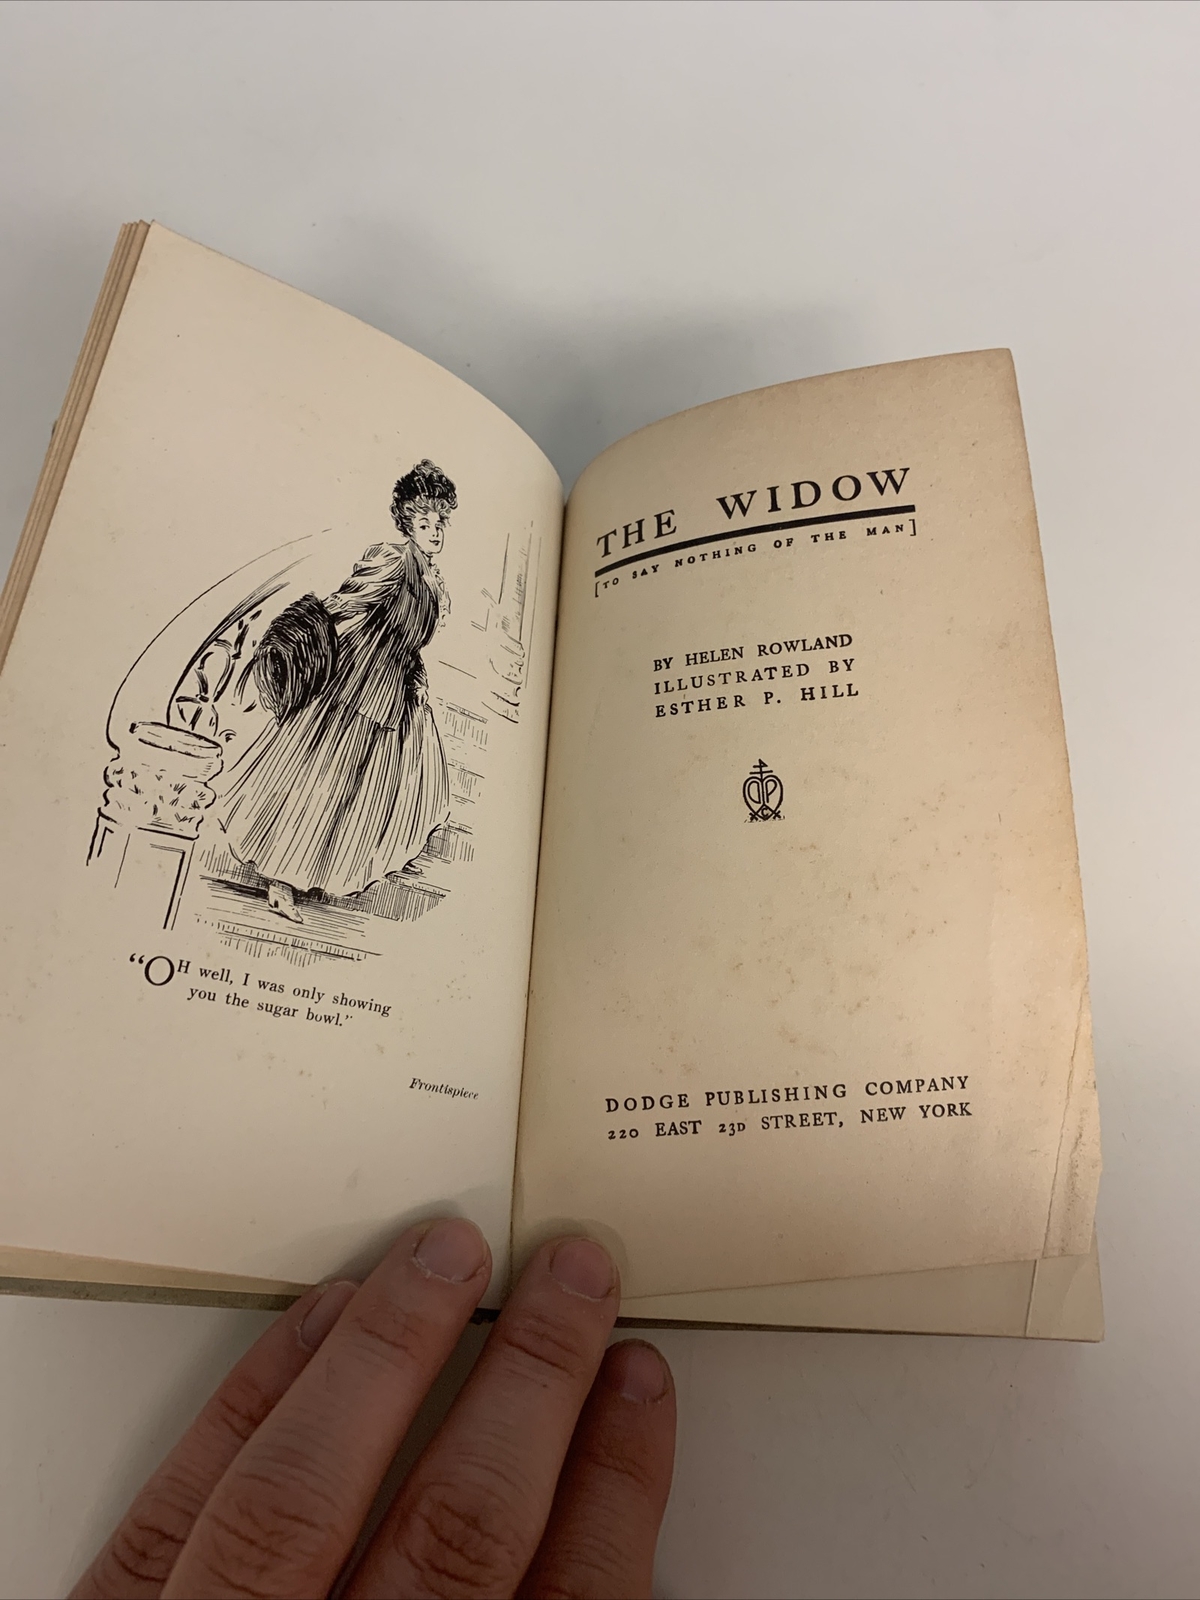 “OH well, I was only showing
you the sugar bowl.”
Frontispiece
THE WIDOW
[TO SAY NOTHING OF THE MAN]
BY HELEN ROWLAND
ILLUSTRATED BY
ESTHER P. HILL
DODGE PUBLISHING COMPANY
220 EAST 23D STREET, NEW YORK